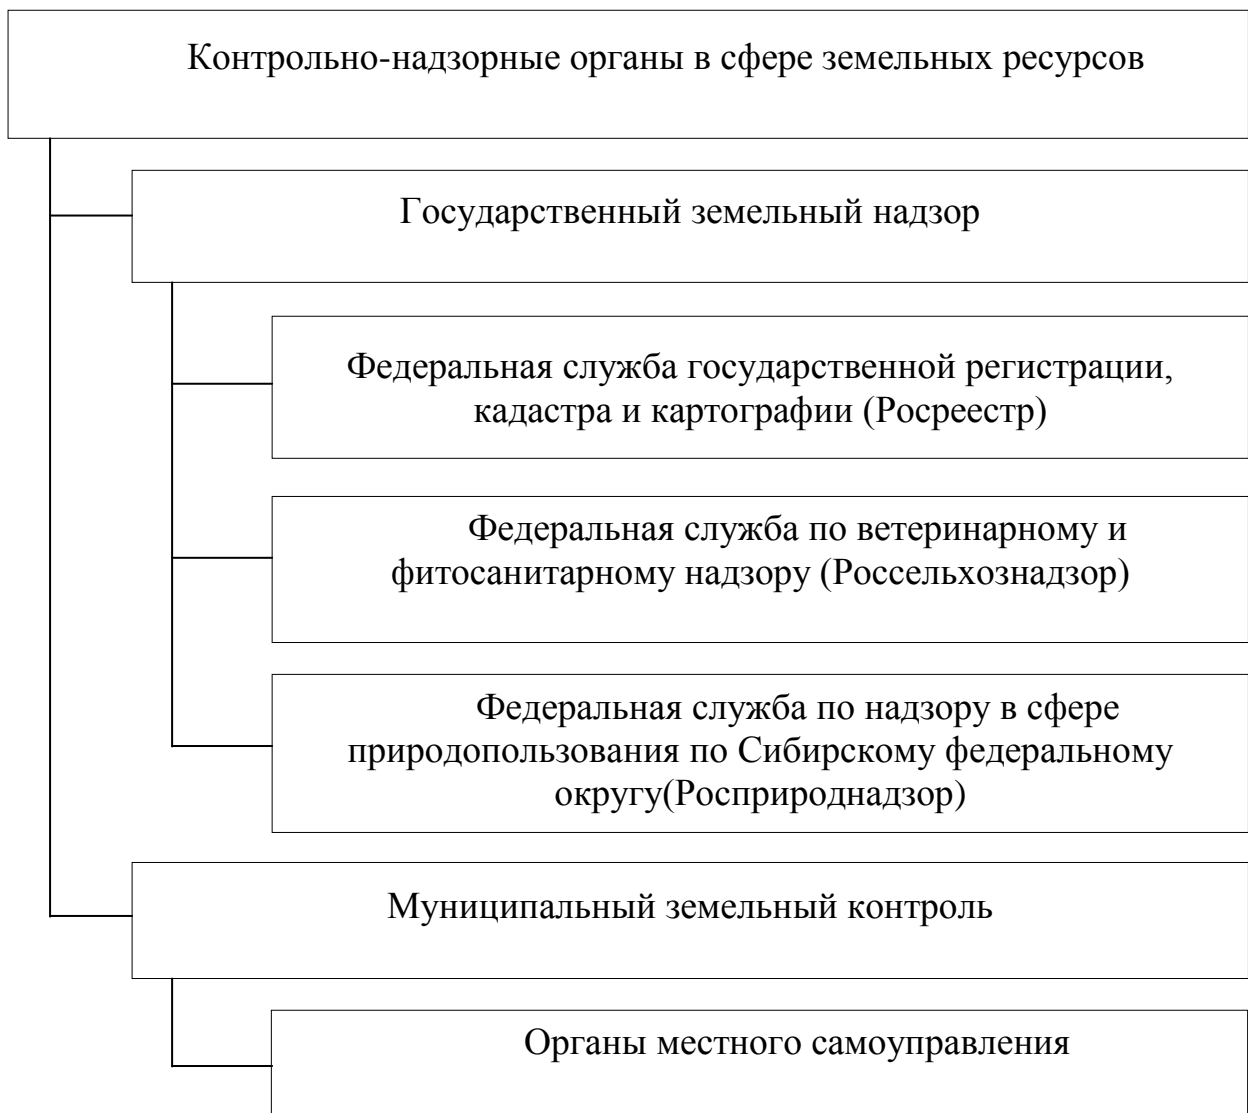 Контрольно-надзорные органы в сфере земельных ресурсов
Государственный земельный надзор
Федеральная служба государственной регистрации,
кадастра и картографии (Росреестр)
Федеральная служба по ветеринарному и
фитосанитарному надзору (Россельхознадзор)
Федеральная служба по надзору в сфере
природопользования по Сибирскому федеральному
округу(Росприроднадзор)
Муниципальный земельный контроль
Органы местного самоуправления